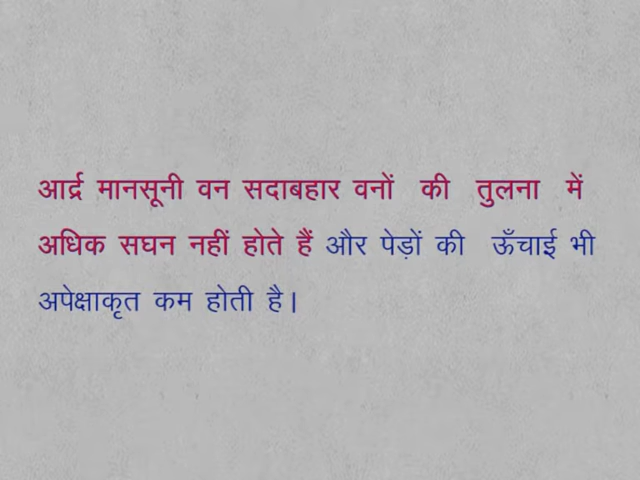 आर्द्र मानसूनी वन सदाबहार वनों की तुलना में
अधिक सघन नहीं होते हैं और पेड़ों की ऊँचाई भी
अपेक्षाकृत कम होती है।